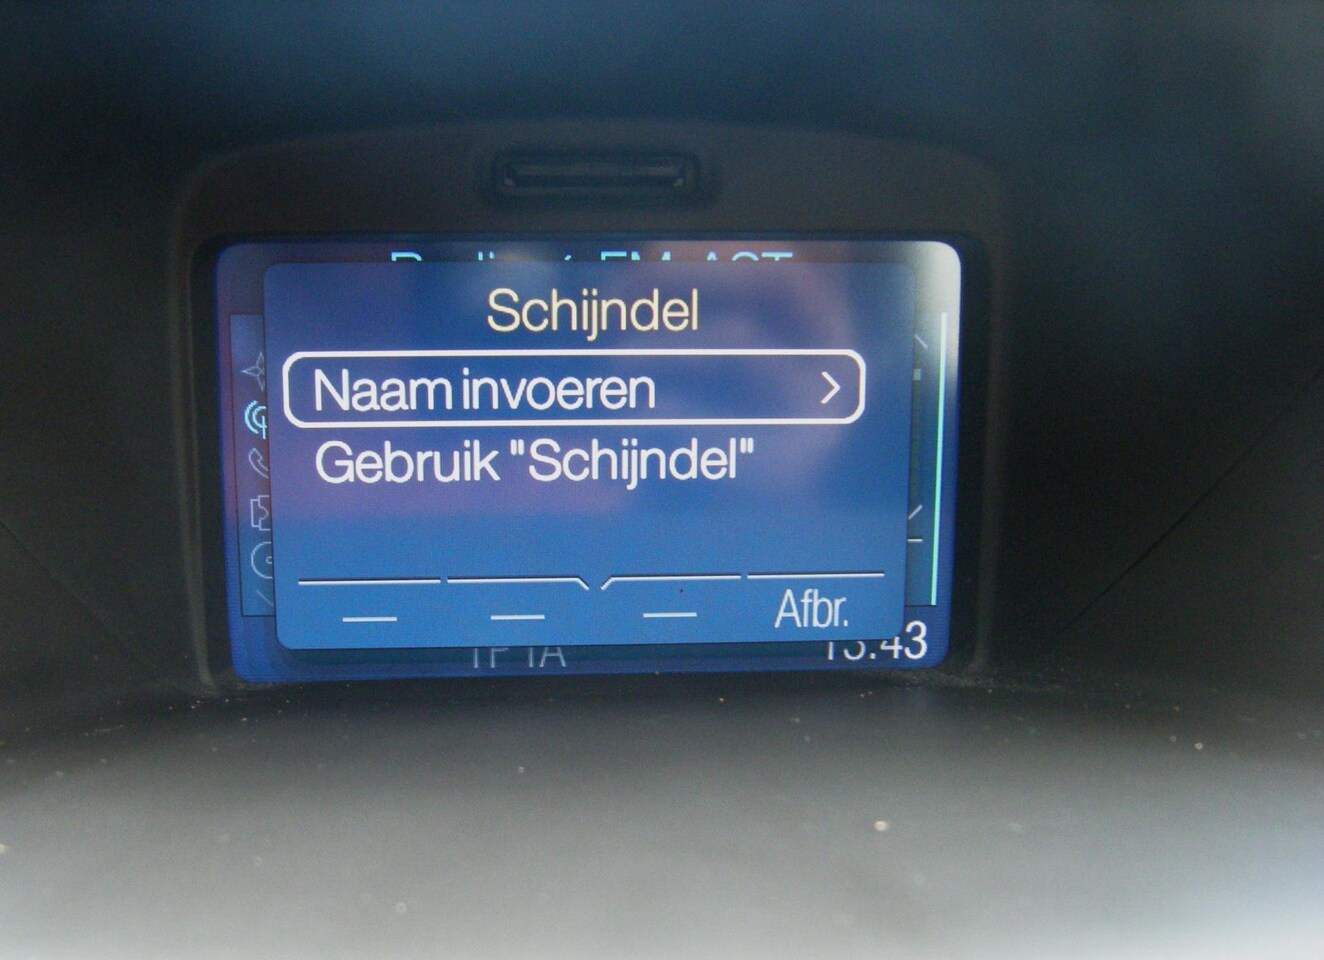 Schijndel
Naam invoeren >
Gebruik "Schijndel"
Afbr.